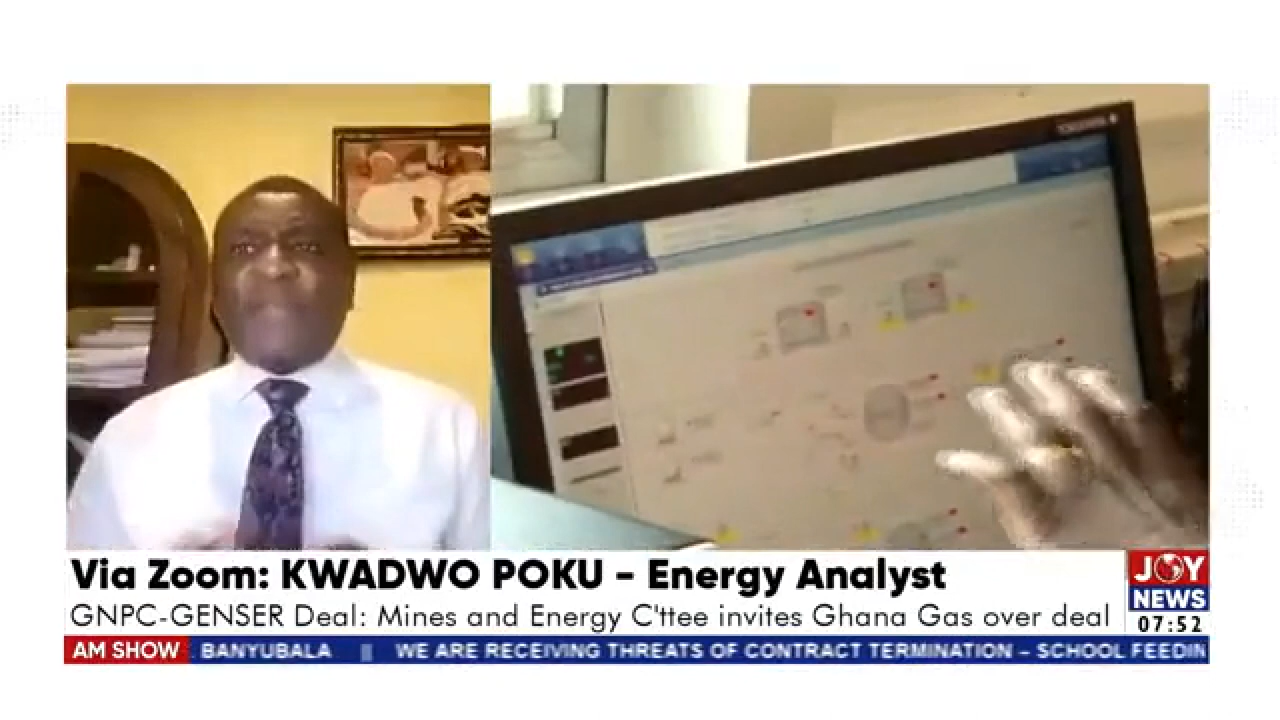 Via Zoom: KWADWO POKU – Energy Analyst
GNPC-GENSER Deal: Mines and Energy C'ttee invites Ghana Gas over deal
JOY
NEWS
07:52
AM SHOW
BANYUBALA || WE ARE RECEIVING THREATS OF CONTRACT TERMINATION – SCHOOL FEEDIN